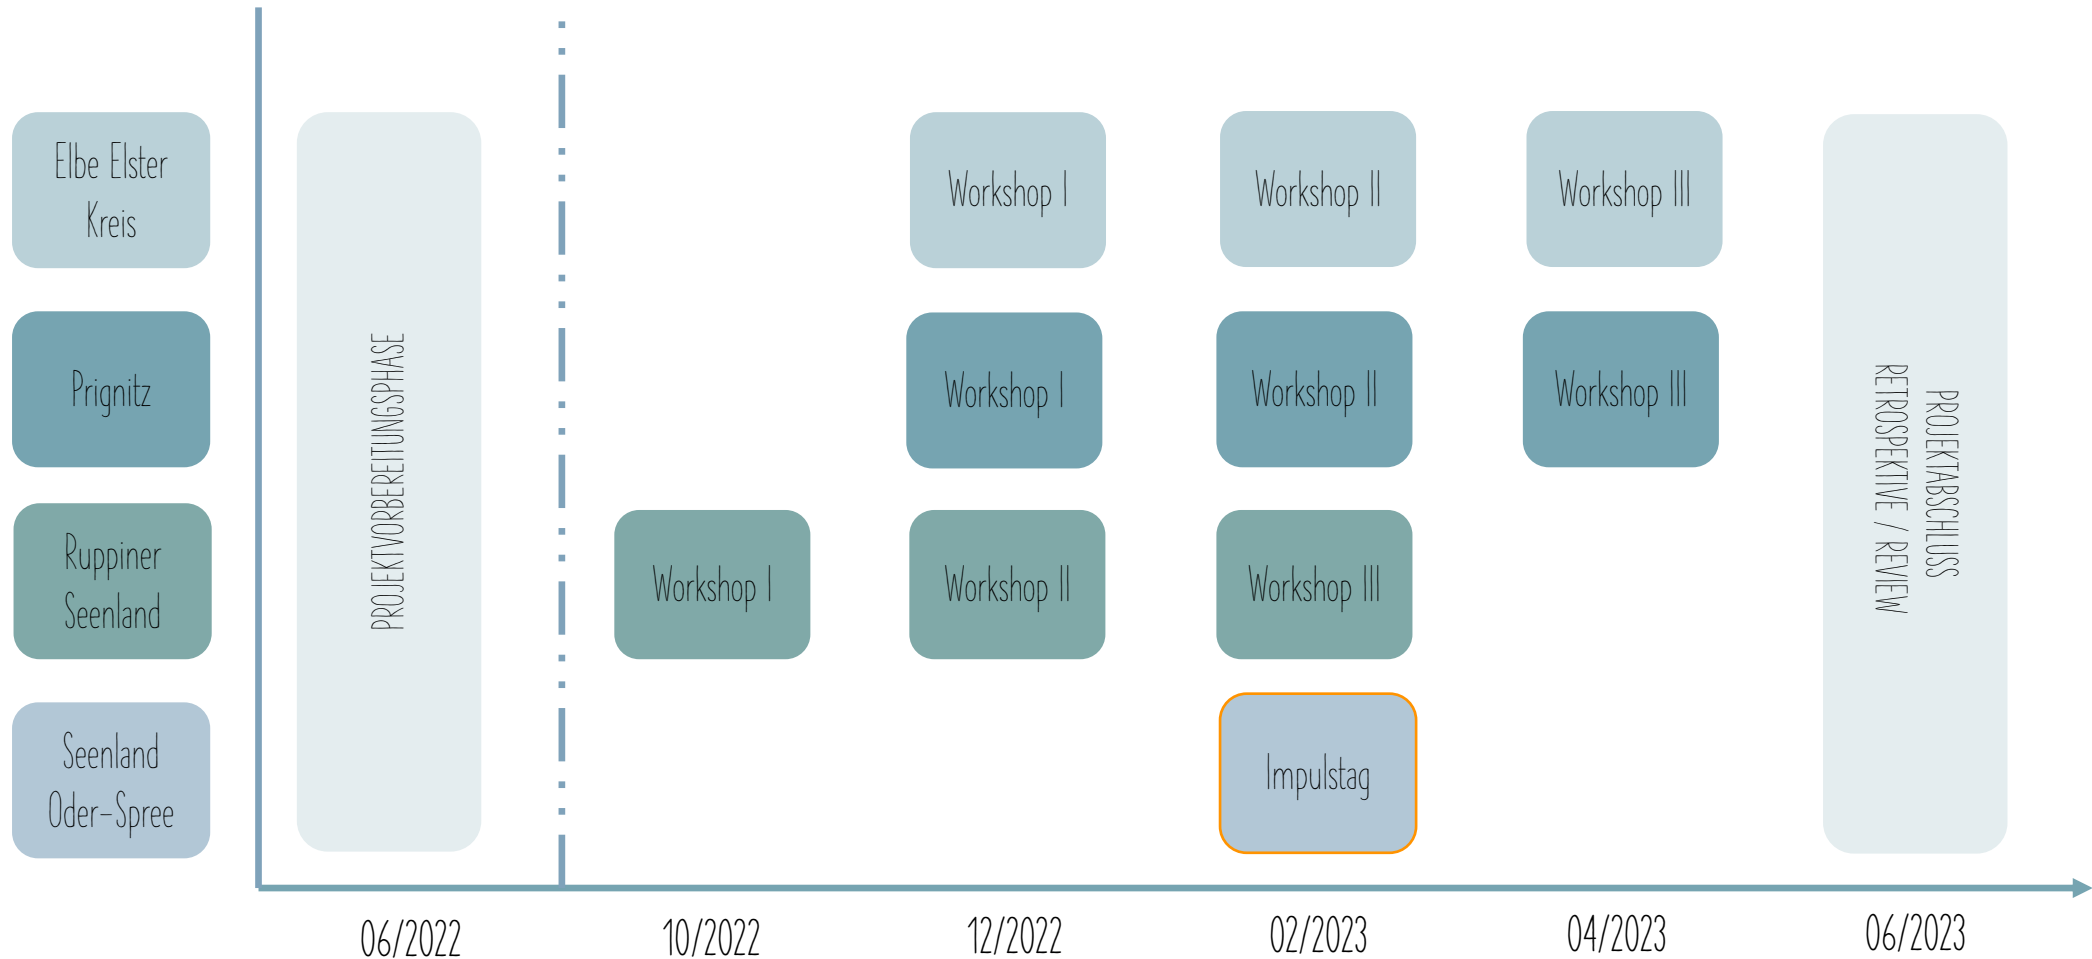 Elbe Elster
Kreis
Workshop I
Workshop II
Workshop III
Prignitz
Workshop I
Workshop II
Workshop III
Ruppiner
Seenland
Workshop I
Workshop II
Workshop III
Seenland
Oder-Spree
Impulstag
PROJEKTVORBEREITUNGSPHASE
PROJEKTABSCHLUSS
RETROSPEKTIVE / REVIEW
06/2022
10/2022
12/2022
02/2023
04/2023
06/2023